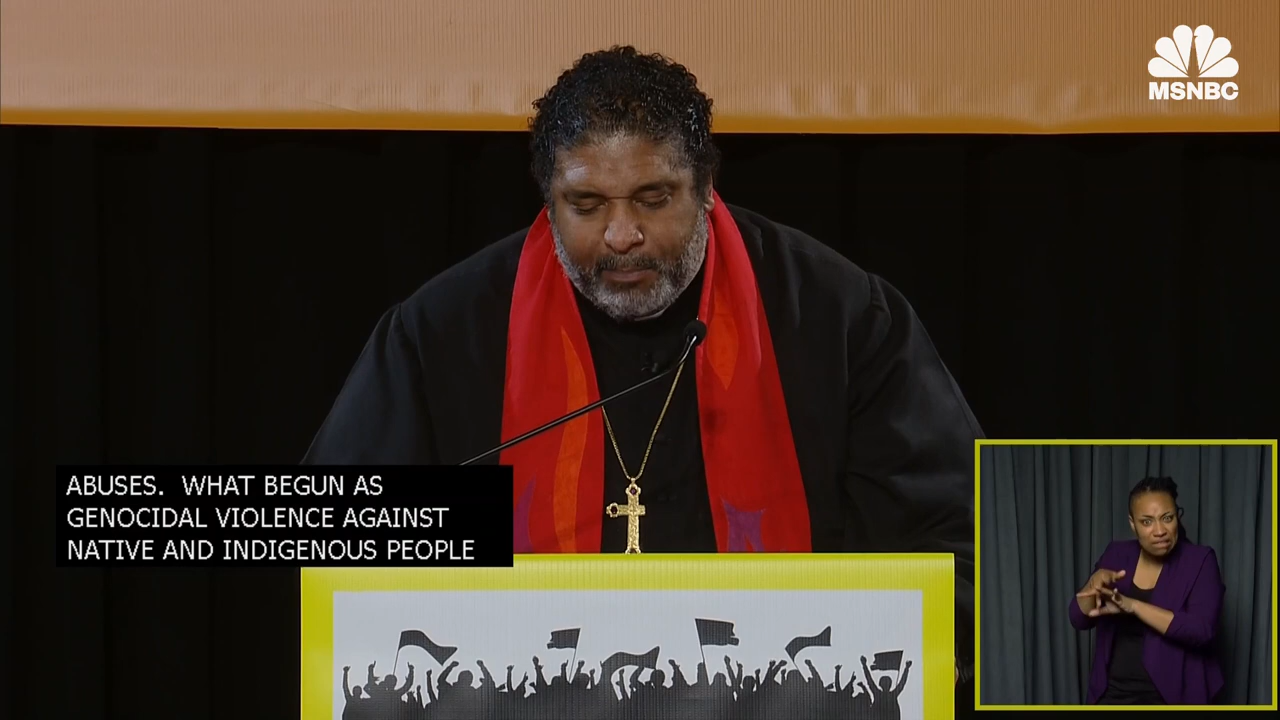 MSNBC
ABUSES.  WHAT BEGUN AS
GENOCIDAL VIOLENCE AGAINST
NATIVE AND INDIGENOUS PEOPLE